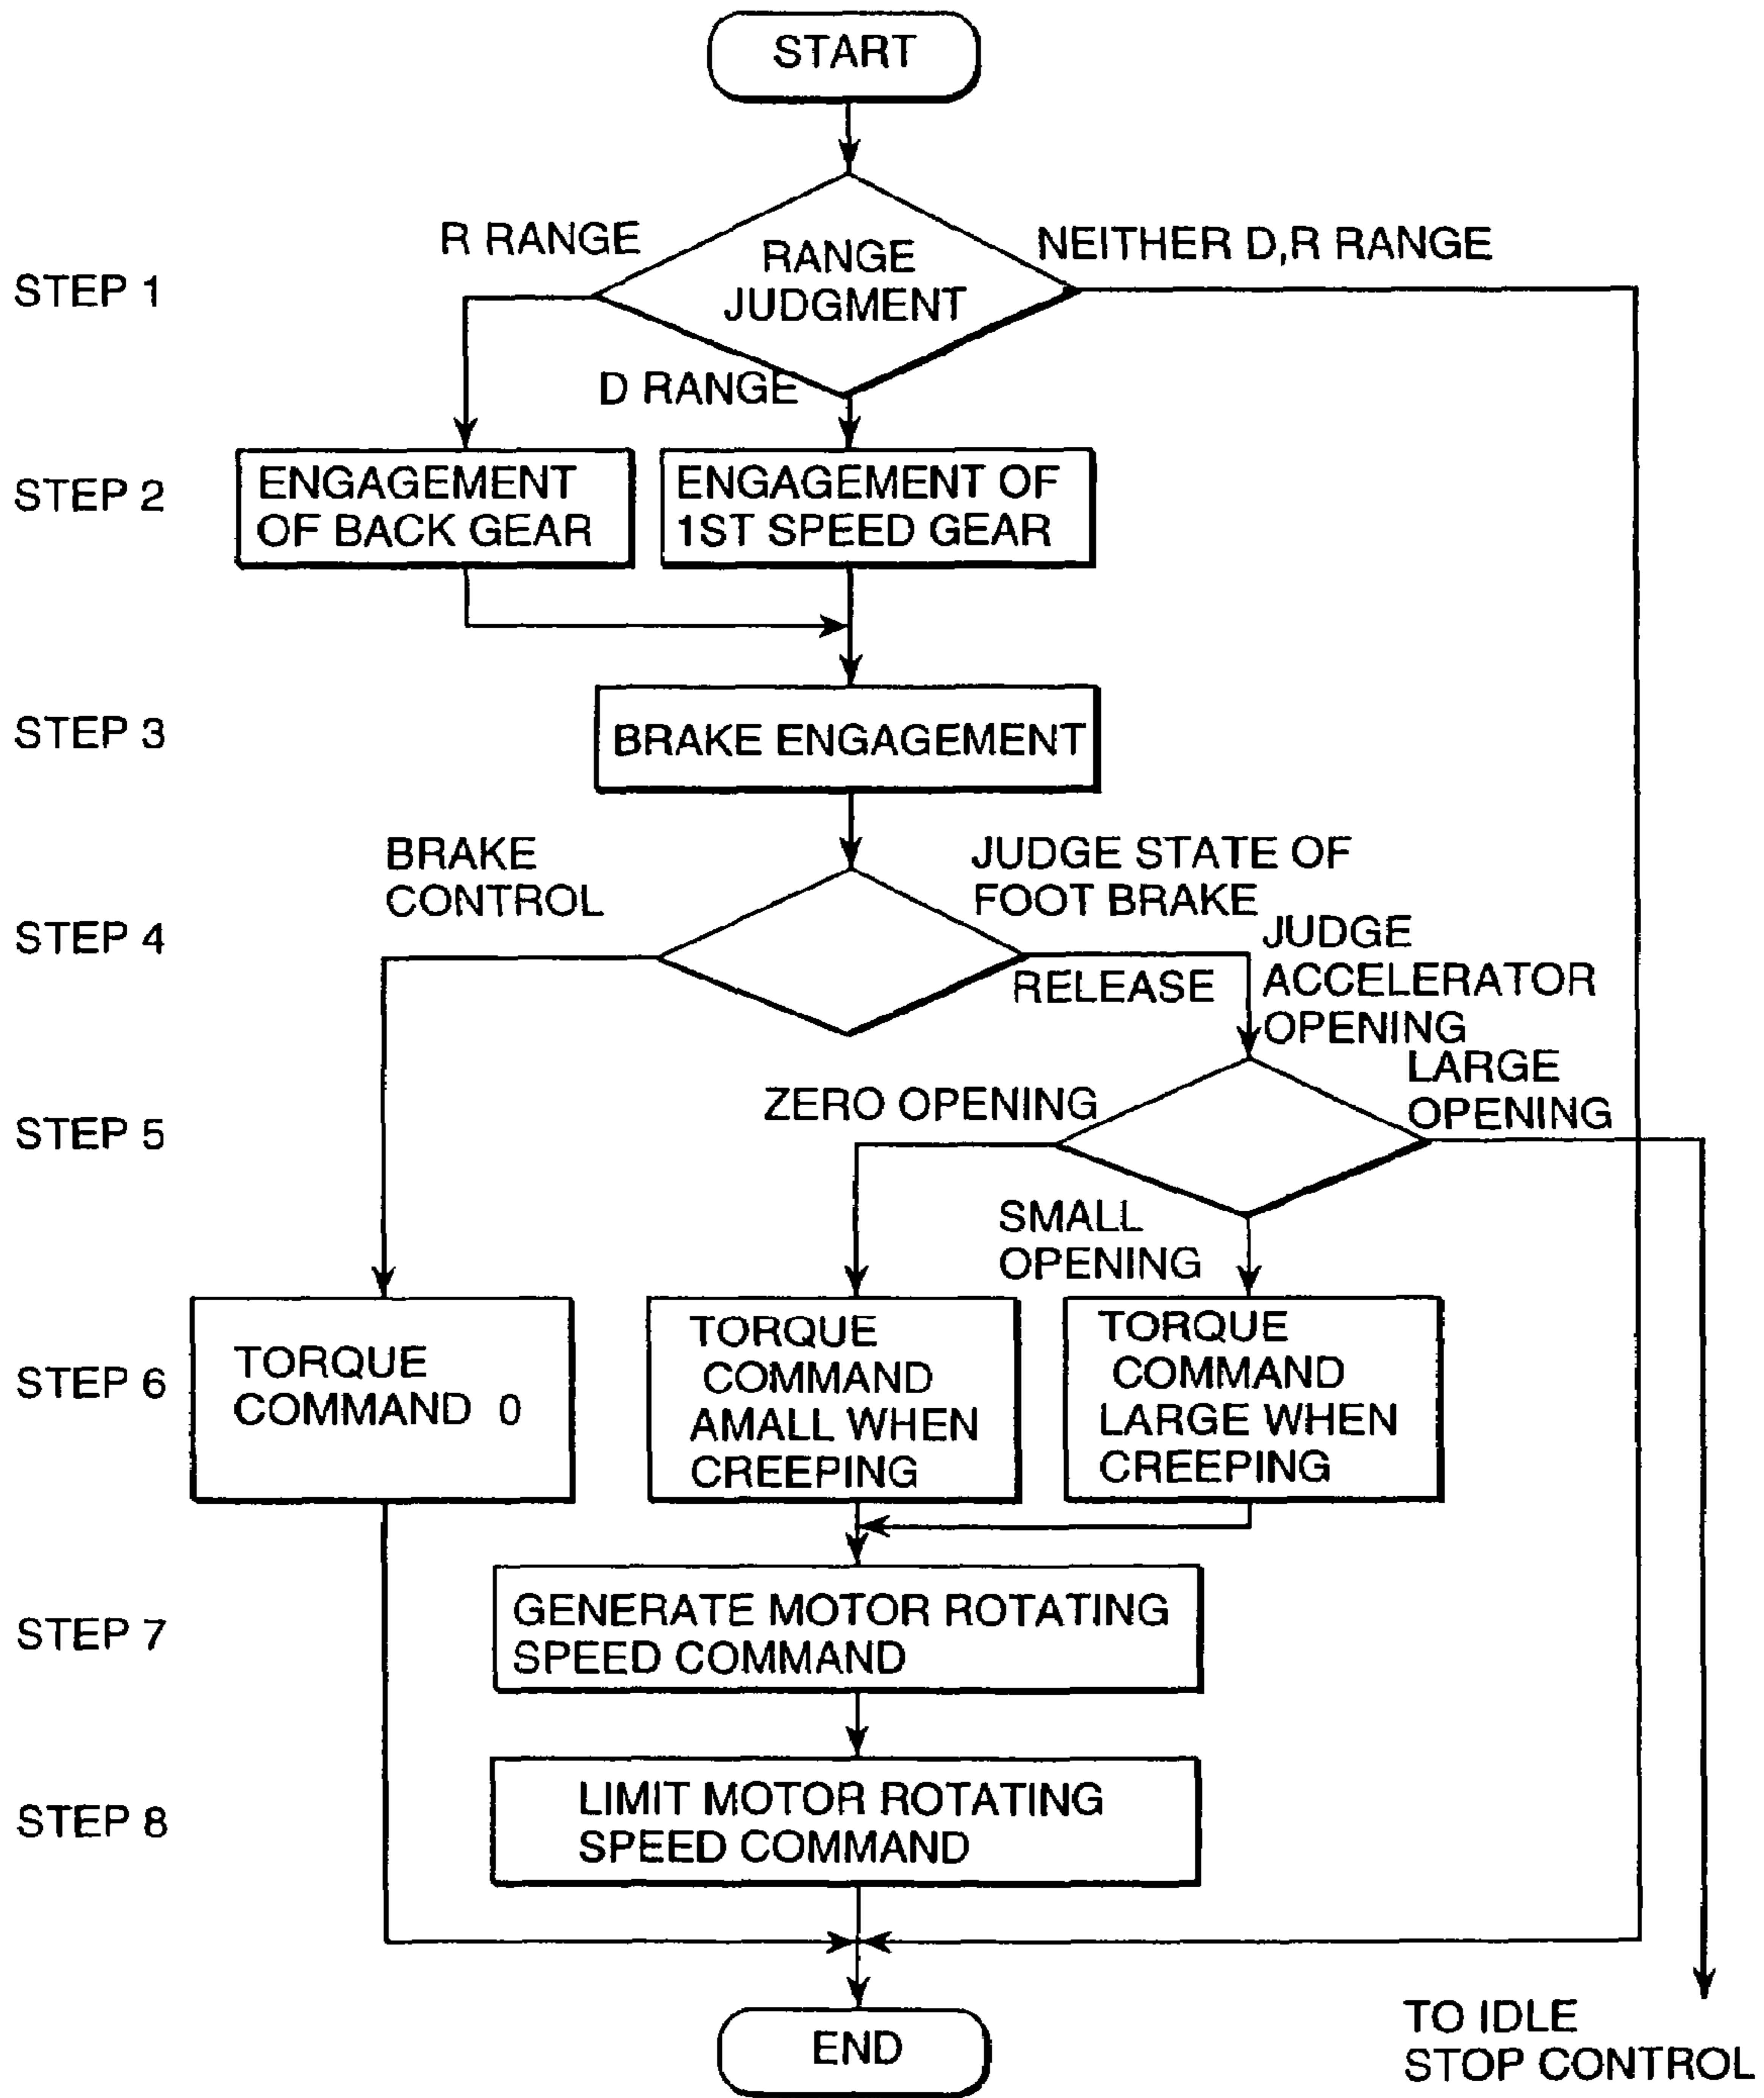 START
R RANGE
NEITHER D,R RANGE
STEP 1
RANGE
JUDGMENT
D RANGE
STEP 2
ENGAGEMENT
OF BACK GEAR
ENGAGEMENT OF
1ST SPEED GEAR
STEP 3
BRAKE ENGAGEMENT
BRAKE
CONTROL
JUDGE STATE OF
FOOT BRAKE
STEP 4
RELEASE
JUDGE
ACCELERATOR
OPENING
STEP 5
ZERO OPENING
LARGE
OPENING
SMALL
OPENING
STEP 6
TORQUE
COMMAND 0
TORQUE
COMMAND
AMALL WHEN
CREEPING
TORQUE
COMMAND
LARGE WHEN
CREEPING
STEP 7
GENERATE MOTOR ROTATING
SPEED COMMAND
STEP 8
LIMIT MOTOR ROTATING
SPEED COMMAND
END
TO IDLE
STOP CONTROL